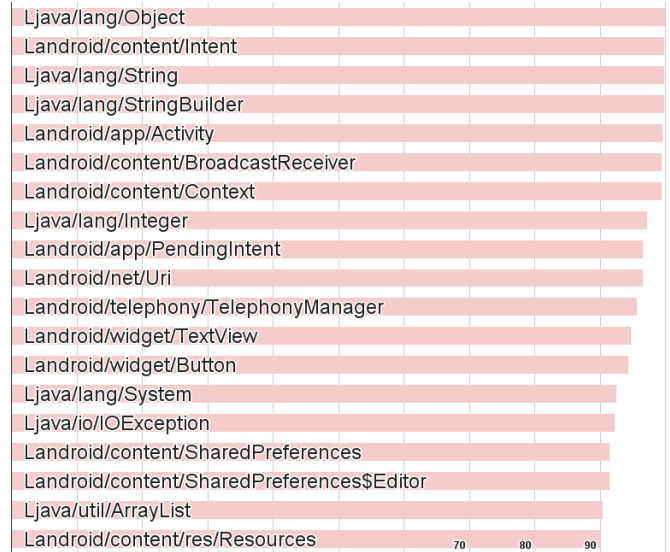 Ljava/lang/Object
Landroid/content/Intent
Ljava/lang/String
Ljava/lang/StringBuilder
Landroid/app/Activity
Landroid/content/BroadcastReceiver
Landroid/content/Context
Ljava/lang/Integer
Landroid/app/PendingIntent
Landroid/net/Uri
Landroid/telephony/TelephonyManager
Landroid/widget/TextView
Landroid/widget/Button
Ljava/lang/System
Ljava/io/IOException
Landroid/content/SharedPreferences
Landroid/content/SharedPreferences$Editor
Ljava/util/ArrayList
Landroid/content/res/Resources
70 80 90